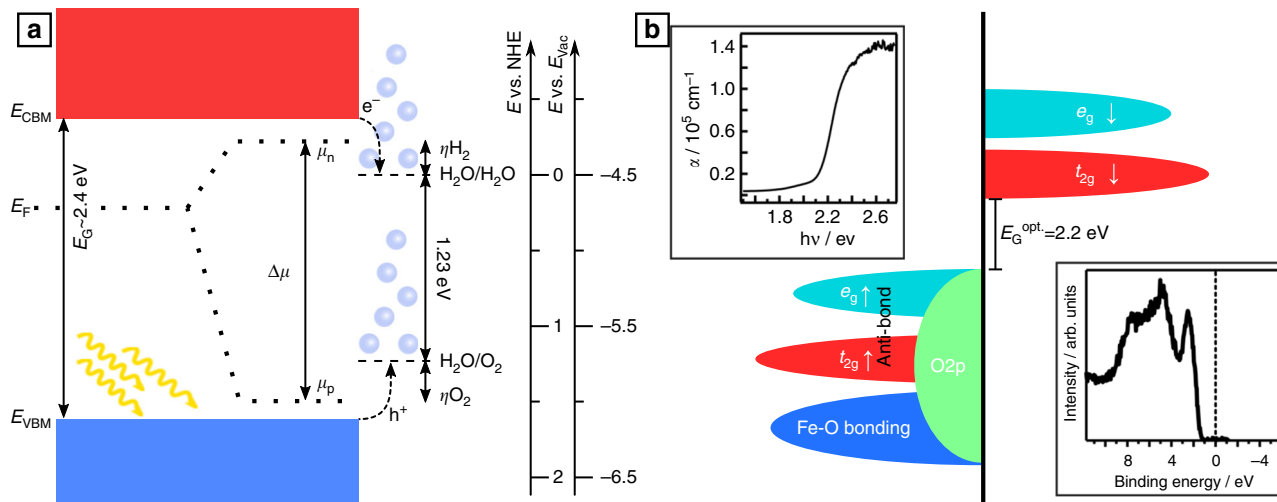 a
E_CBM
E_F
E_G~2.4 eV
E_VBM
μ_n
Δμ
μ_p
e⁻
h⁺
ηH₂
H₂O/H₂O
1.23 eV
H₂O/O₂
ηO₂
E vs. NHE
E vs. E_Vac
0
−4.5
1
−5.5
2
−6.5
b
α / 10⁵ cm⁻¹
1.4
1.0
0.6
0.2
1.8
2.2
2.6
hν / ev
e_g ↓
t_2g ↓
E_G^opt.=2.2 eV
e_g ↑
t_2g ↑
Anti-bond
O2p
Fe-O bonding
Intensity / arb. units
8
4
0
−4
Binding energy / eV